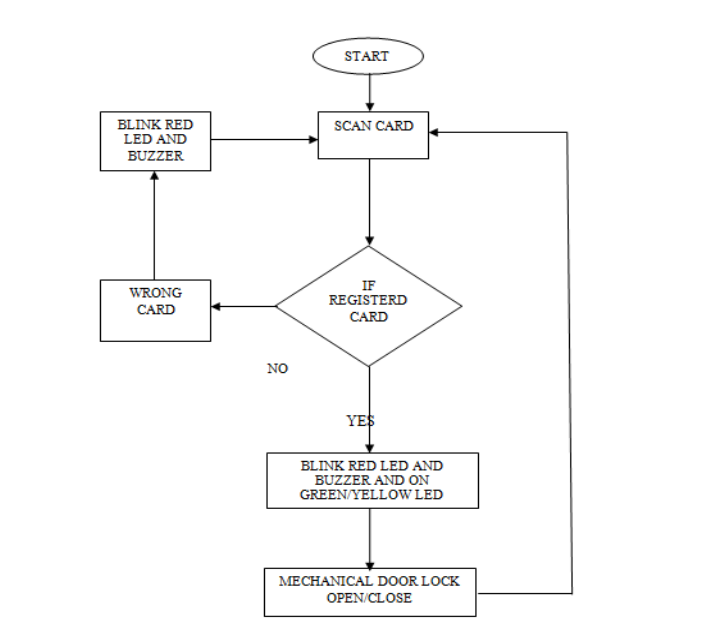 START
SCAN CARD
BLINK RED
LED AND
BUZZER
IF
REGISTERD
CARD
WRONG
CARD
NO
YES
BLINK RED LED AND
BUZZER AND ON
GREEN/YELLOW LED
MECHANICAL DOOR LOCK
OPEN/CLOSE